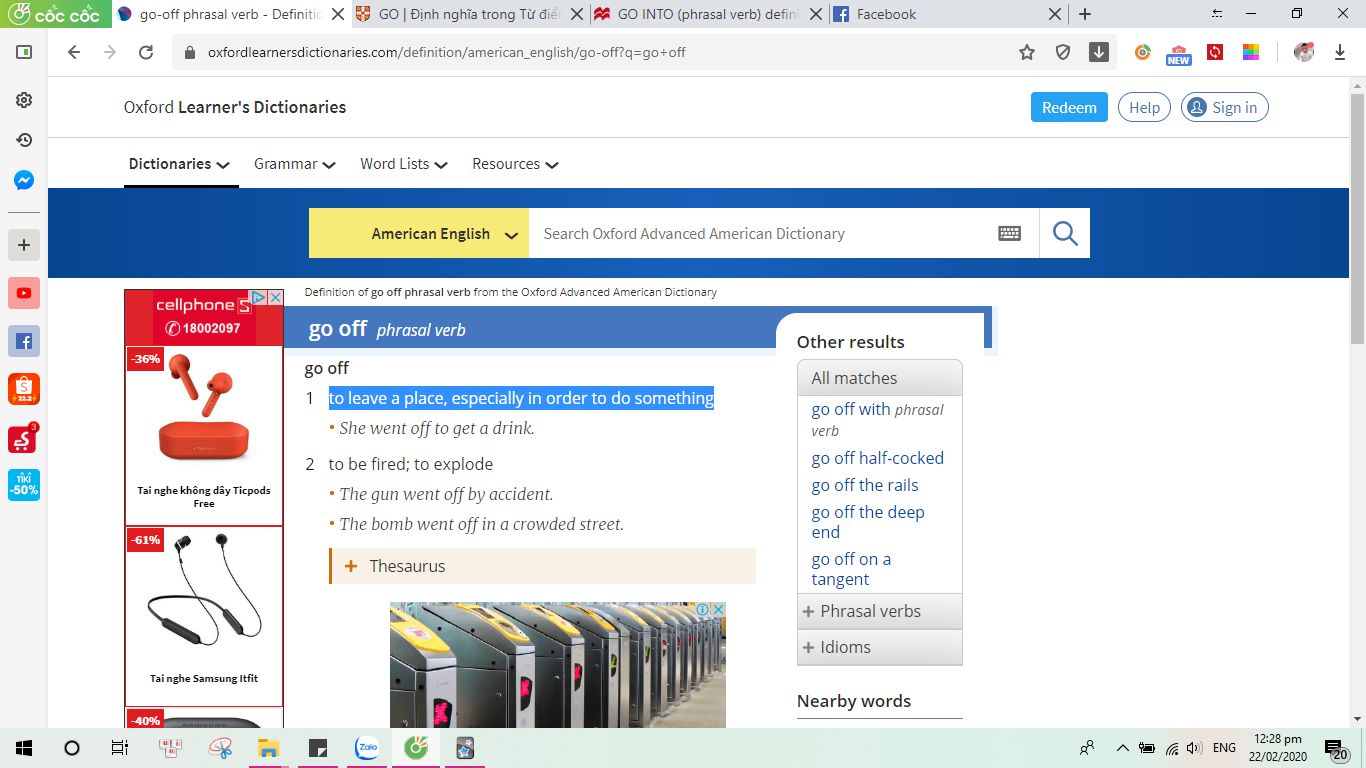 cốc cốc
go-off phrasal verb - Definitic
GO | Định nghĩa trong Từ điể
GO INTO (phrasal verb) defin
Facebook
oxfordlearnersdictionaries.com/definition/american_english/go-off?q=go+off
NEW
Oxford Learner's Dictionaries
Redeem
Help
Sign in
Dictionaries
Grammar
Word Lists
Resources
American English
Search Oxford Advanced American Dictionary
Definition of go off phrasal verb from the Oxford Advanced American Dictionary
go off phrasal verb
go off
1 to leave a place, especially in order to do something
• She went off to get a drink.
2 to be fired; to explode
• The gun went off by accident.
• The bomb went off in a crowded street.
+ Thesaurus
Other results
All matches
go off with phrasal
verb
go off half-cocked
go off the rails
go off the deep
end
go off on a
tangent
+ Phrasal verbs
+ Idioms
Nearby words
cellphoneS
18002097
-36%
Tai nghe không dây Ticpods
Free
-61%
Tai nghe Samsung Itfit
-40%
22.2
3
TIKI
-50%
Zalo
ENG
12:28 pm
22/02/2020
20